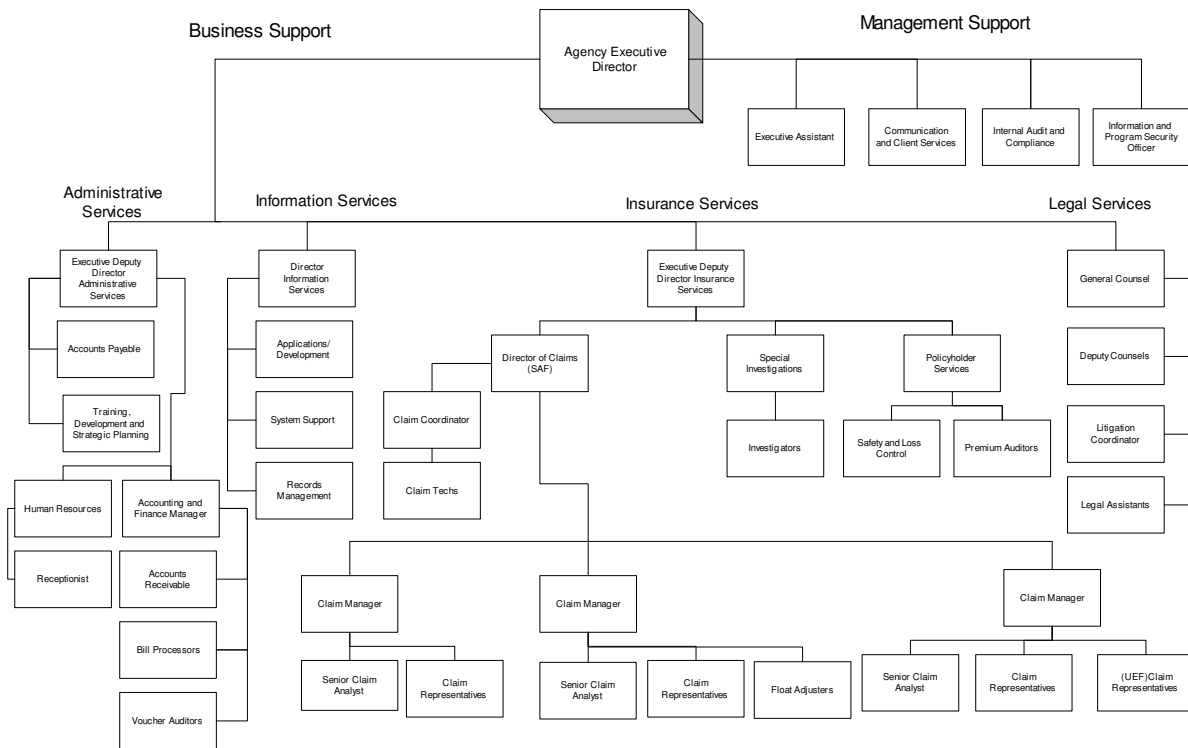 Business Support
Management Support
Agency Executive
Director
Executive Assistant
Communication
and Client Services
Internal Audit and
Compliance
Information and
Program Security
Officer
Administrative
Services
Information Services
Insurance Services
Legal Services
Executive Deputy
Director
Administrative
Services
Director
Information
Services
Executive Deputy
Director Insurance
Services
General Counsel
Accounts Payable
Applications/
Development
Director of Claims
(SAF)
Special
Investigations
Policyholder
Services
Deputy Counsels
Training,
Development and
Strategic Planning
System Support
Claim Coordinator
Investigators
Safety and Loss
Control
Premium Auditors
Litigation
Coordinator
Human Resources
Accounting and
Finance Manager
Records
Management
Claim Techs
Legal Assistants
Receptionist
Accounts
Receivable
Claim Manager
Claim Manager
Claim Manager
Bill Processors
Senior Claim
Analyst
Claim
Representatives
Senior Claim
Analyst
Claim
Representatives
Float Adjusters
Senior Claim
Analyst
Claim
Representatives
(UEF)Claim
Representatives
Voucher Auditors